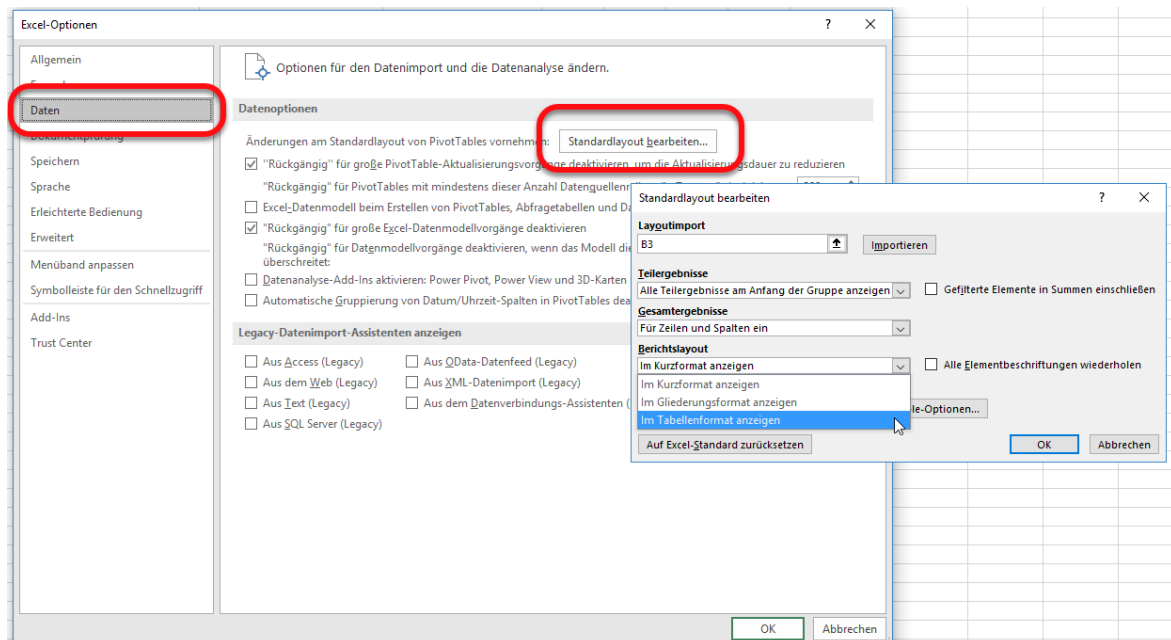 Excel-Optionen
?
Allgemein
Daten
Dokumentprüfung
Speichern
Sprache
Erleichterte Bedienung
Erweitert
Menüband anpassen
Symbolleiste für den Schnellzugriff
Add-Ins
Trust Center
Optionen für den Datenimport und die Datenanalyse ändern.
Datenoptionen
Änderungen am Standardlayout von PivotTables vornehmen: Standardlayout bearbeiten...
"Rückgängig" für große PivotTable-Aktualisierungsvorgänge deaktivieren, um die Aktualisierungsdauer zu reduzieren
"Rückgängig" für PivotTables mit mindestens dieser Anzahl
Excel-Datenmodell beim Erstellen von PivotTables, Abfragetabellen und
"Rückgängig" für große Excel-Datenmodellvorgänge deaktivieren
"Rückgängig" für Datenmodellvorgänge deaktivieren, wenn das Modell
überschreitet:
Datenanalyse-Add-Ins aktivieren: Power Pivot, Power View und 3D-Karten
Automatische Gruppierung von Datum/Uhrzeit-Spalten in PivotTables
Legacy-Datenimport-Assistenten anzeigen
Aus Access (Legacy) Aus OData-Datenfeed (Legacy)
Aus dem Web (Legacy) Aus XML-Datenimport (Legacy)
Aus Text (Legacy) Aus dem Datenverbindungs-Assistenten (
Aus SQL Server (Legacy)
OK Abbrechen
Standardlayout bearbeiten
?
Layoutimport
B3 Importieren
Teilergebnisse
Alle Teilergebnisse am Anfang der Gruppe anzeigen Gefilterte Elemente in Summen einschließen
Gesamtergebnisse
Für Zeilen und Spalten ein
Berichtslayout
Im Kurzformat anzeigen Alle Elementbeschriftungen wiederholen
Im Kurzformat anzeigen
Im Gliederungsformat anzeigen le-Optionen...
Im Tabellenformat anzeigen
Auf Excel-Standard zurücksetzen OK Abbrechen